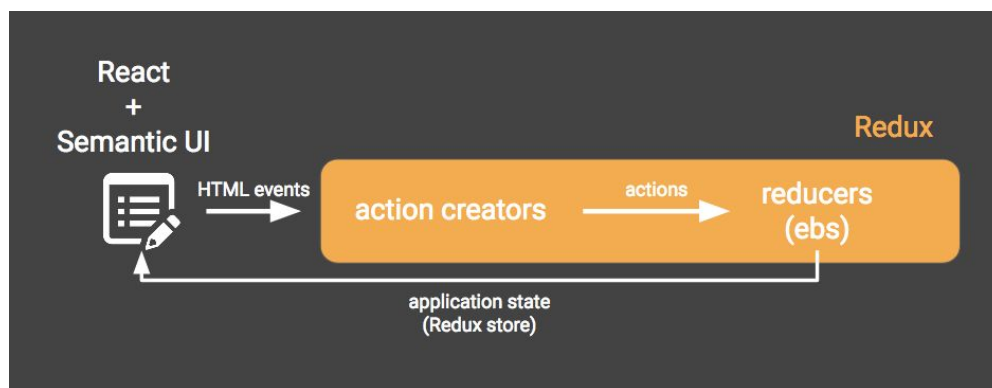 React
+
Semantic UI
Redux
HTML events
action creators
actions
reducers
(ebs)
application state
(Redux store)